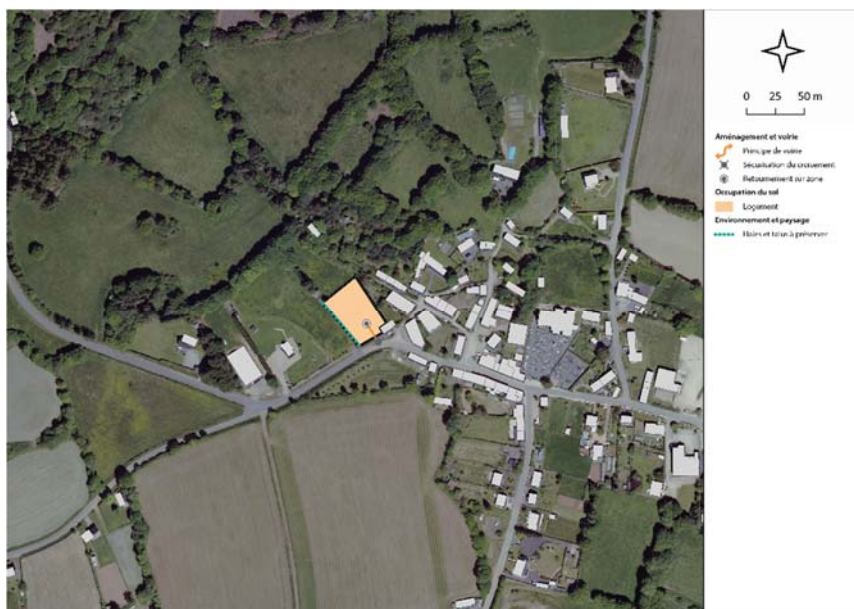 0 25 50 m
Aménagement et voirie
Principe de voirie
Sécurisation du croisement
Retournement sur zone
Occupation du sol
Logement
Environnement et paysage
Haies et talus à préserver